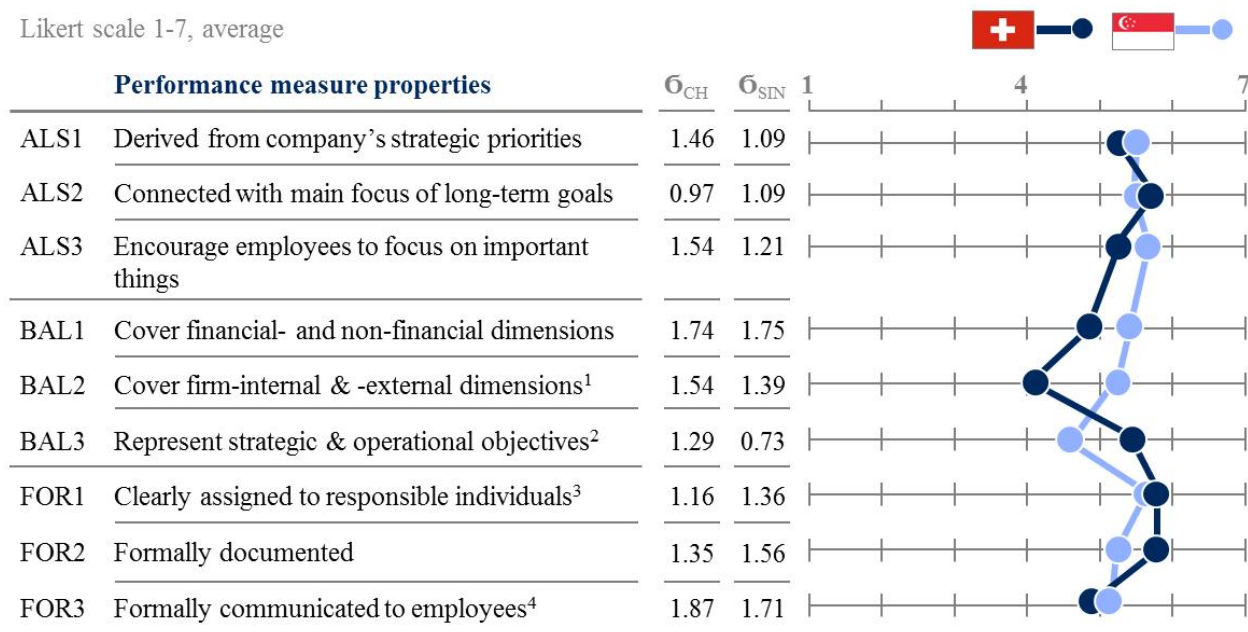 Likert scale 1-7, average
Performance measure properties ϬCH ϬSIN 1 4 7
ALS1 Derived from company's strategic priorities 1.46 1.09
ALS2 Connected with main focus of long-term goals 0.97 1.09
ALS3 Encourage employees to focus on important 1.54 1.21
things
BAL1 Cover financial- and non-financial dimensions 1.74 1.75
BAL2 Cover firm-internal & -external dimensions¹ 1.54 1.39
BAL3 Represent strategic & operational objectives² 1.29 0.73
FOR1 Clearly assigned to responsible individuals³ 1.16 1.36
FOR2 Formally documented 1.35 1.56
FOR3 Formally communicated to employees⁴ 1.87 1.71